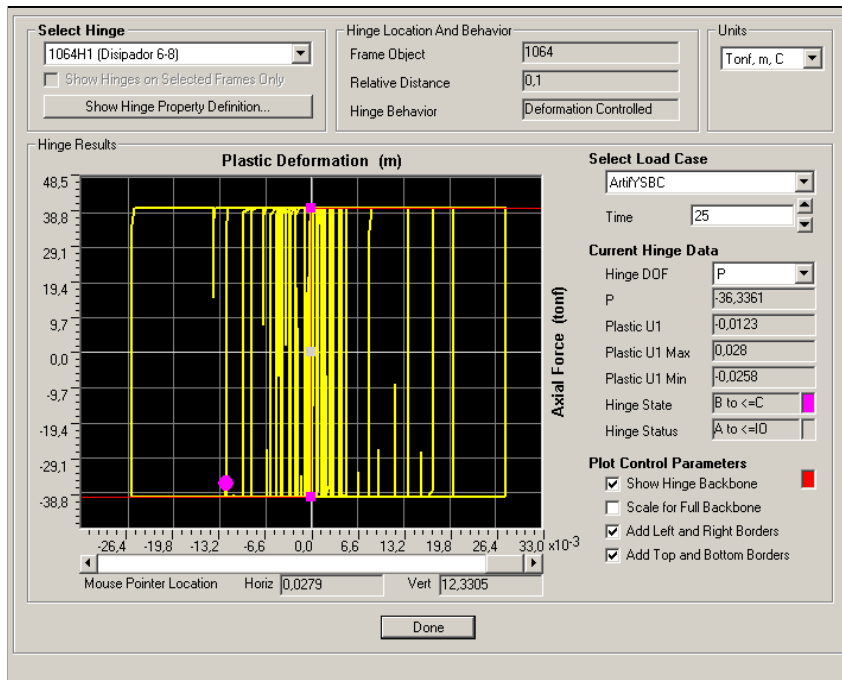 Select Hinge
1064H1 (Disipador 6-8)
Show Hinges on Selected Frames Only
Show Hinge Property Definition...
Hinge Location And Behavior
Frame Object 1064
Relative Distance 0,1
Hinge Behavior Deformation Controlled
Units
Tonf, m, C
Hinge Results
Plastic Deformation (m)
48,5
38,8
29,1
19,4
9,7
0,0
-9,7
-19,4
-29,1
-38,8
-26,4 -19,8 -13,2 -6,6 0,0 6,6 13,2 19,8 26,4 33,0 x10-3
Axial Force (tonf)
Mouse Pointer Location Horiz 0,0279 Vert 12,3305
Select Load Case
ArtifYSBC
Time 25
Current Hinge Data
Hinge DOF P
P -36,3361
Plastic U1 -0,0123
Plastic U1 Max 0,028
Plastic U1 Min -0,0258
Hinge State B to <=C
Hinge Status A to <=IO
Plot Control Parameters
Show Hinge Backbone
Scale for Full Backbone
Add Left and Right Borders
Add Top and Bottom Borders
Done